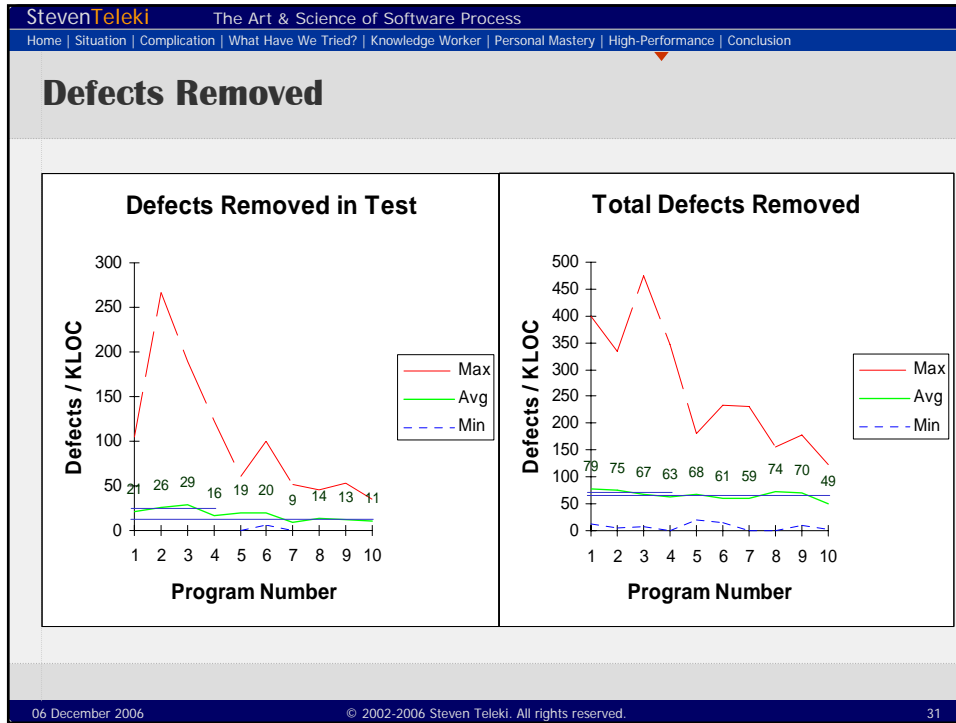 StevenTeleki The Art & Science of Software Process
Home | Situation | Complication | What Have We Tried? | Knowledge Worker | Personal Mastery | High-Performance | Conclusion
Defects Removed
Defects Removed in Test
Defects / KLOC
300
250
200
150
100
50
0
21 26 29 16 19 20 9 14 13 11
1 2 3 4 5 6 7 8 9 10
Program Number
Max
Avg
Min
Total Defects Removed
Defects / KLOC
500
450
400
350
300
250
200
150
100
50
0
79 75 67 63 68 61 59 74 70 49
1 2 3 4 5 6 7 8 9 10
Program Number
Max
Avg
Min
06 December 2006 © 2002-2006 Steven Teleki. All rights reserved. 31